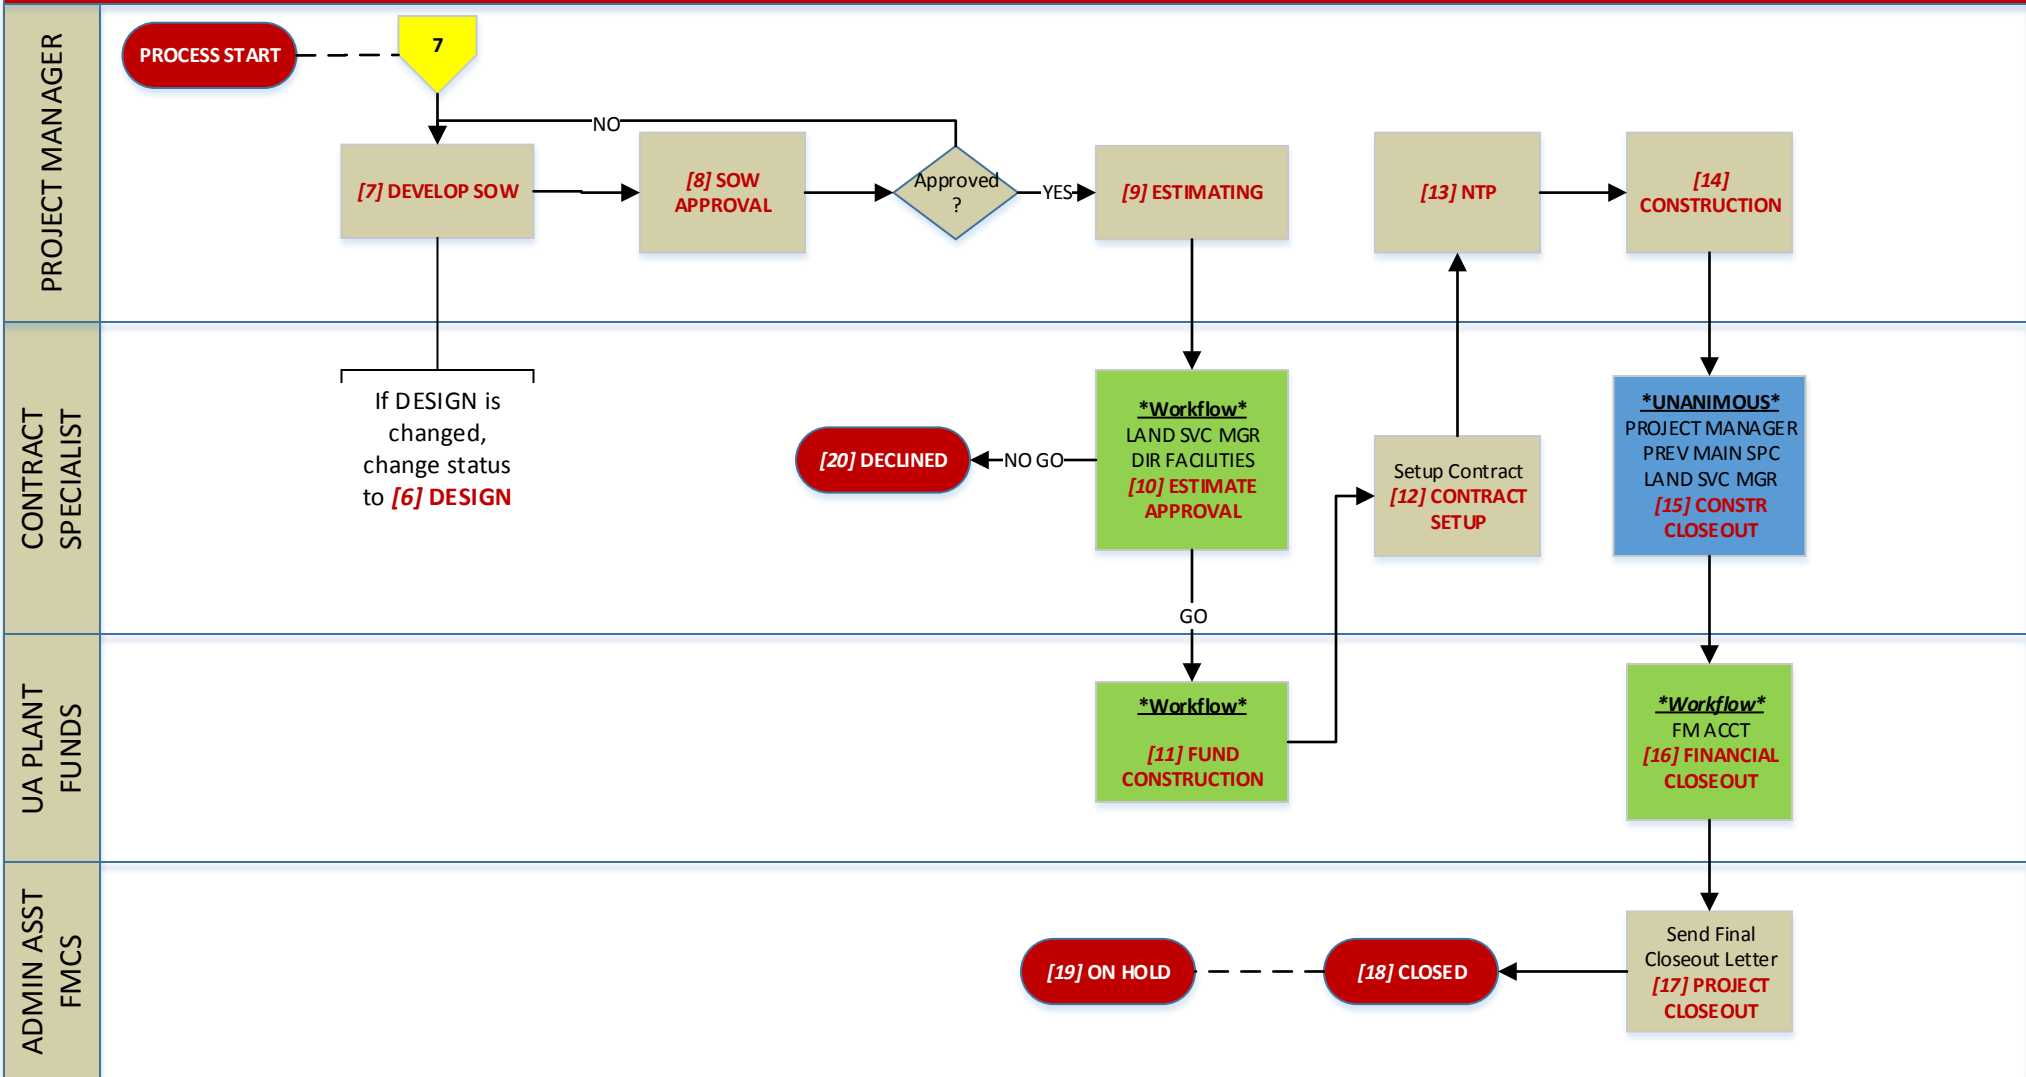 PROJECT MANAGER
PROCESS START
7
NO
[7] DEVELOP SOW
[8] SOW
APPROVAL
Approved
?
YES
[9] ESTIMATING
[13] NTP
[14]
CONSTRUCTION
CONTRACT
SPECIALIST
If DESIGN is
changed,
change status
to [6] DESIGN
[20] DECLINED
NO GO
*Workflow*
LAND SVC MGR
DIR FACILITIES
[10] ESTIMATE
APPROVAL
GO
Setup Contract
[12] CONTRACT
SETUP
*UNANIMOUS*
PROJECT MANAGER
PREV MAIN SPC
LAND SVC MGR
[15] CONSTR
CLOSEOUT
UA PLANT
FUNDS
*Workflow*
[11] FUND
CONSTRUCTION
*Workflow*
FM ACCT
[16] FINANCIAL
CLOSEOUT
ADMIN ASST
FMCS
[19] ON HOLD
[18] CLOSED
Send Final
Closeout Letter
[17] PROJECT
CLOSEOUT